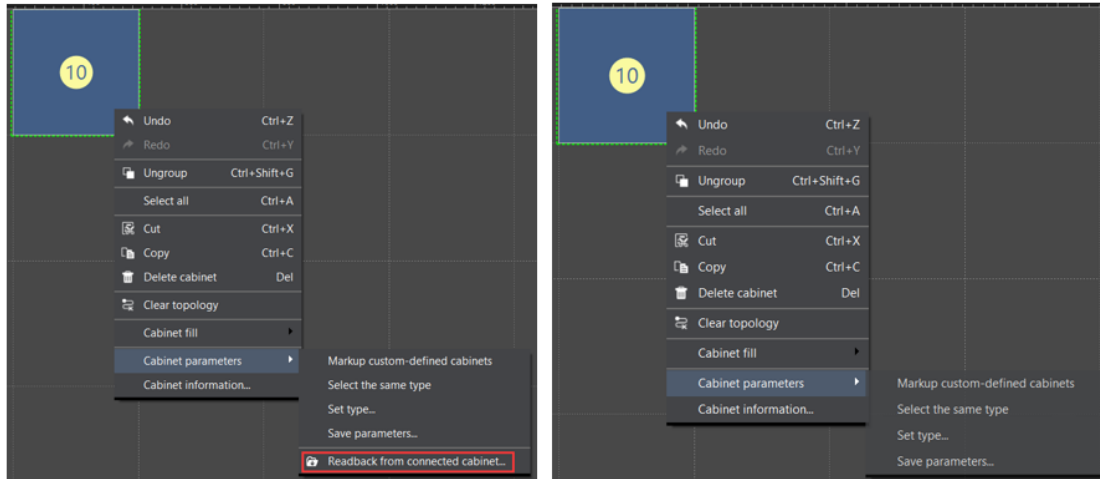 10
Undo Ctrl+Z
Redo Ctrl+Y
Ungroup Ctrl+Shift+G
Select all Ctrl+A
Cut Ctrl+X
Copy Ctrl+C
Delete cabinet Del
Clear topology
Cabinet fill
Cabinet parameters
Cabinet information...
Markup custom-defined cabinets
Select the same type
Set type...
Save parameters...
Readback from connected cabinet...
10
Undo Ctrl+Z
Redo Ctrl+Y
Ungroup Ctrl+Shift+G
Select all Ctrl+A
Cut Ctrl+X
Copy Ctrl+C
Delete cabinet Del
Clear topology
Cabinet fill
Cabinet parameters
Cabinet information...
Markup custom-defined cabinets
Select the same type
Set type...
Save parameters...